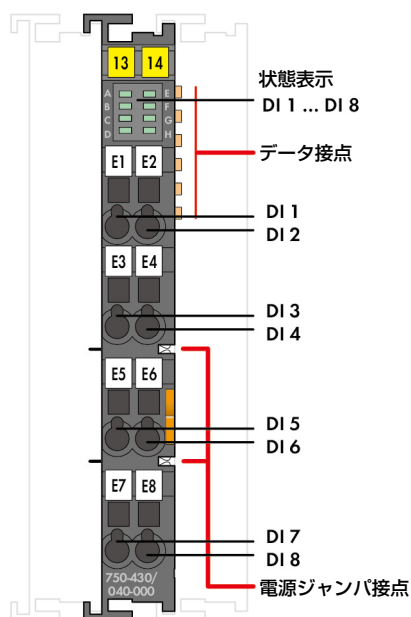 13 14
状態表示
DI 1 ... DI 8
A E
B F
C G
D H
データ接点
E1 E2
DI 1
DI 2
E3 E4
DI 3
DI 4
E5 E6
DI 5
DI 6
E7 E8
DI 7
DI 8
750-430/
040-000
電源ジャンパ接点